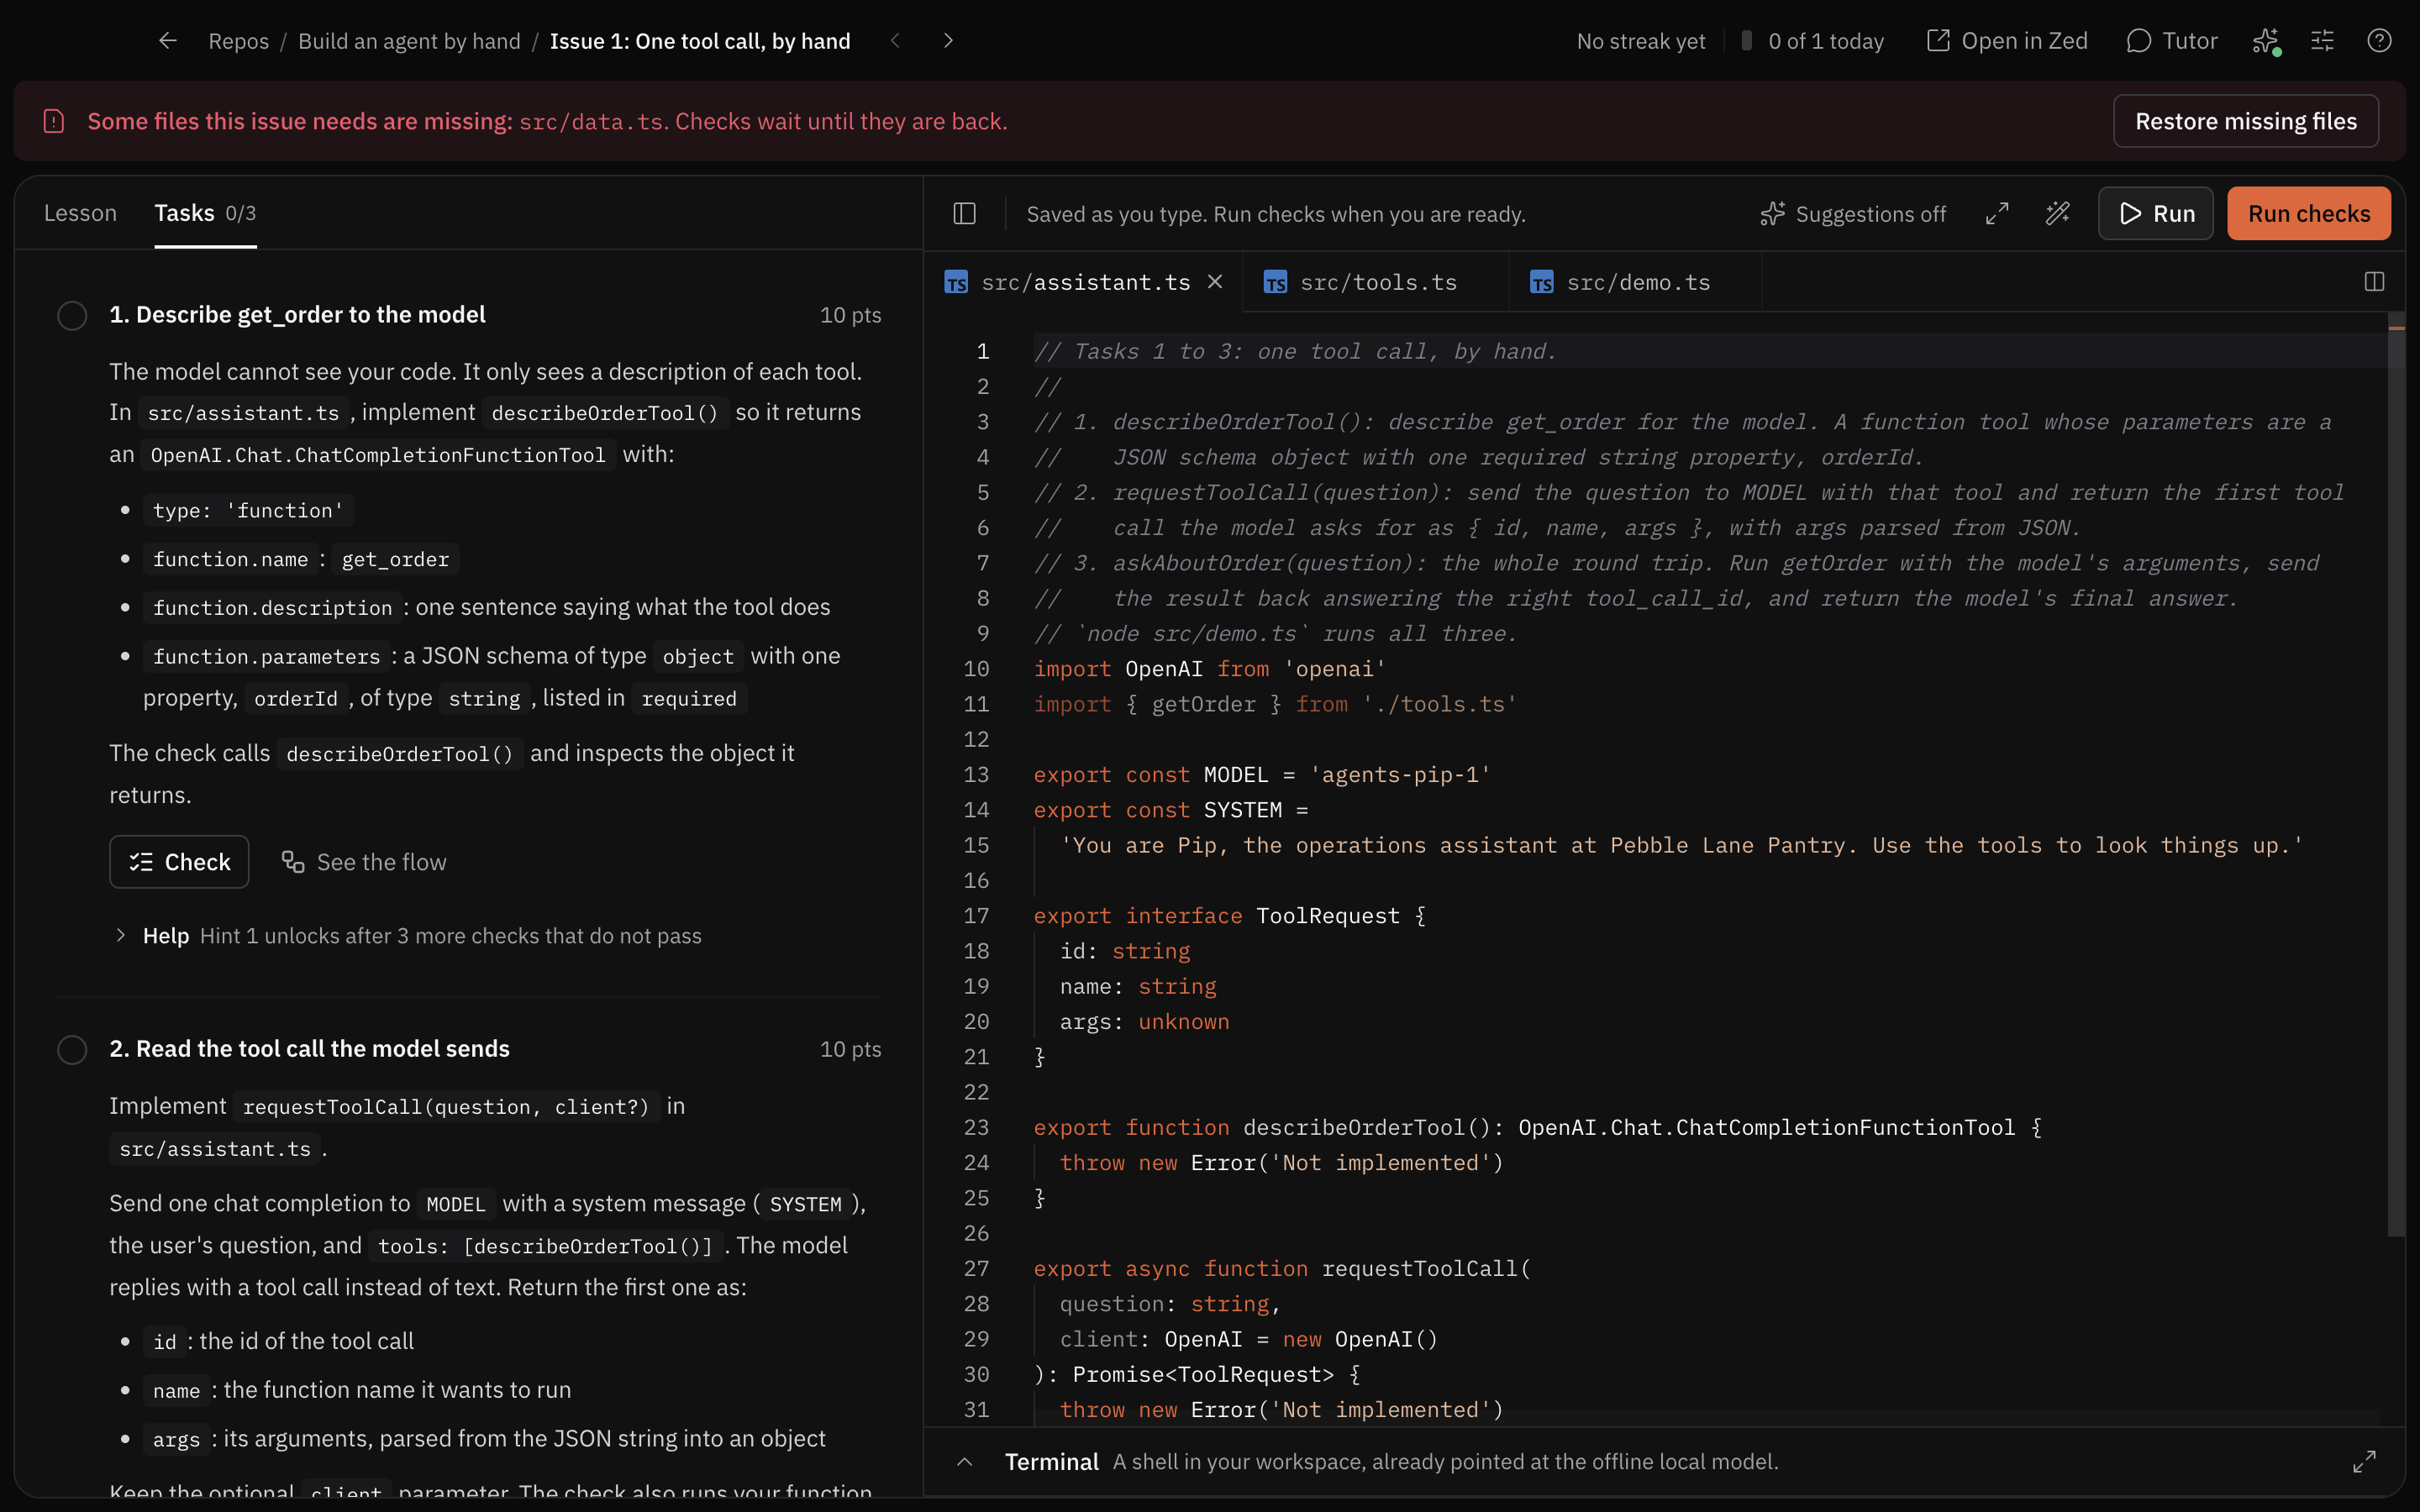 Repos / Build an agent by hand / Issue 1: One tool call, by hand
No streak yet
0 of 1 today
Open in Zed
Tutor
Some files this issue needs are missing: src/data.ts. Checks wait until they are back.
Restore missing files
Lesson
Tasks 0/3
1. Describe get_order to the model
10 pts
The model cannot see your code. It only sees a description of each tool.
In src/assistant.ts, implement describeOrderTool() so it returns
an OpenAI.Chat.ChatCompletionFunctionTool with:
• type: 'function'
• function.name: get_order
• function.description: one sentence saying what the tool does
• function.parameters: a JSON schema of type object with one
property, orderId, of type string, listed in required
The check calls describeOrderTool() and inspects the object it
returns.
Check
See the flow
Help Hint 1 unlocks after 3 more checks that do not pass
2. Read the tool call the model sends
10 pts
Implement requestToolCall(question, client?) in
src/assistant.ts.
Send one chat completion to MODEL with a system message (SYSTEM),
the user's question, and tools: [describeOrderTool()]. The model
replies with a tool call instead of text. Return the first one as:
• id: the id of the tool call
• name: the function name it wants to run
• args: its arguments, parsed from the JSON string into an object
Keep the optional client parameter. The check also runs your function
Saved as you type. Run checks when you are ready.
Suggestions off
Run
Run checks
TS src/assistant.ts
TS src/tools.ts
TS src/demo.ts
1 // Tasks 1 to 3: one tool call, by hand.
2 //
3 // 1. describeOrderTool(): describe get_order for the model. A function tool whose parameters are a
4 //    JSON schema object with one required string property, orderId.
5 // 2. requestToolCall(question): send the question to MODEL with that tool and return the first tool
6 //    call the model asks for as { id, name, args }, with args parsed from JSON.
7 // 3. askAboutOrder(question): the whole round trip. Run getOrder with the model's arguments, send
8 //    the result back answering the right tool_call_id, and return the model's final answer.
9 // `node src/demo.ts` runs all three.
10 import OpenAI from 'openai'
11 import { getOrder } from './tools.ts'
12
13 export const MODEL = 'agents-pip-1'
14 export const SYSTEM =
15   'You are Pip, the operations assistant at Pebble Lane Pantry. Use the tools to look things up.'
16
17 export interface ToolRequest {
18   id: string
19   name: string
20   args: unknown
21 }
22
23 export function describeOrderTool(): OpenAI.Chat.ChatCompletionFunctionTool {
24   throw new Error('Not implemented')
25 }
26
27 export async function requestToolCall(
28   question: string,
29   client: OpenAI = new OpenAI()
30 ): Promise<ToolRequest> {
31   throw new Error('Not implemented')
Terminal A shell in your workspace, already pointed at the offline local model.